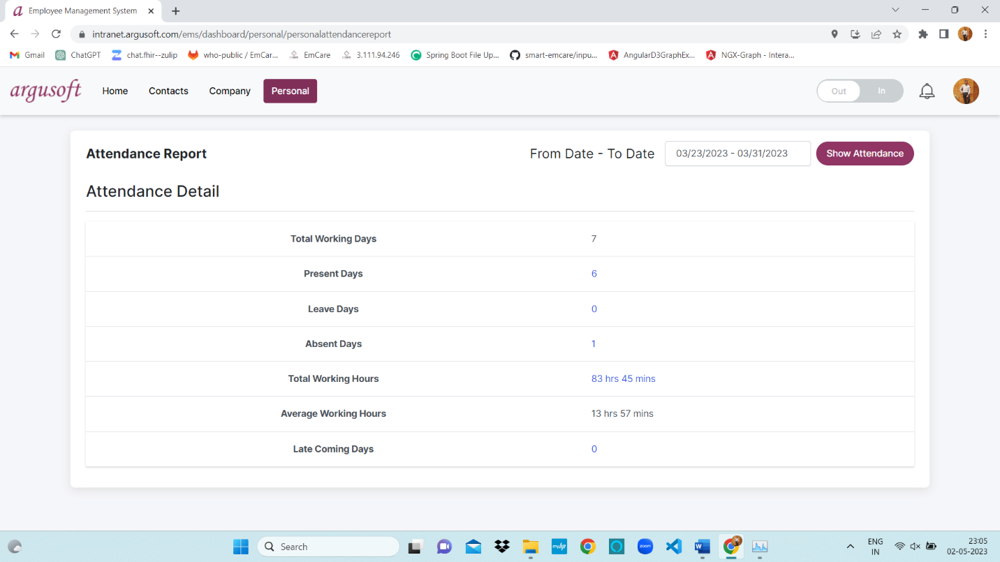 a Employee Management System
intranet.argusoft.com/ems/dashboard/personal/personalattendancereport
Gmail ChatGPT chat.fhir--zulip who-public / EmCar... EmCare 3.111.94.246 Spring Boot File Up... smart-emcare/inpu... AngularD3GraphEx... NGX-Graph - Intera...
argusoft Home Contacts Company Personal Out In
Attendance Report From Date - To Date 03/23/2023 - 03/31/2023 Show Attendance
Attendance Detail
Total Working Days 7
Present Days 6
Leave Days 0
Absent Days 1
Total Working Hours 83 hrs 45 mins
Average Working Hours 13 hrs 57 mins
Late Coming Days 0
Search myhp zoom W ENG 23:05
IN 02-05-2023